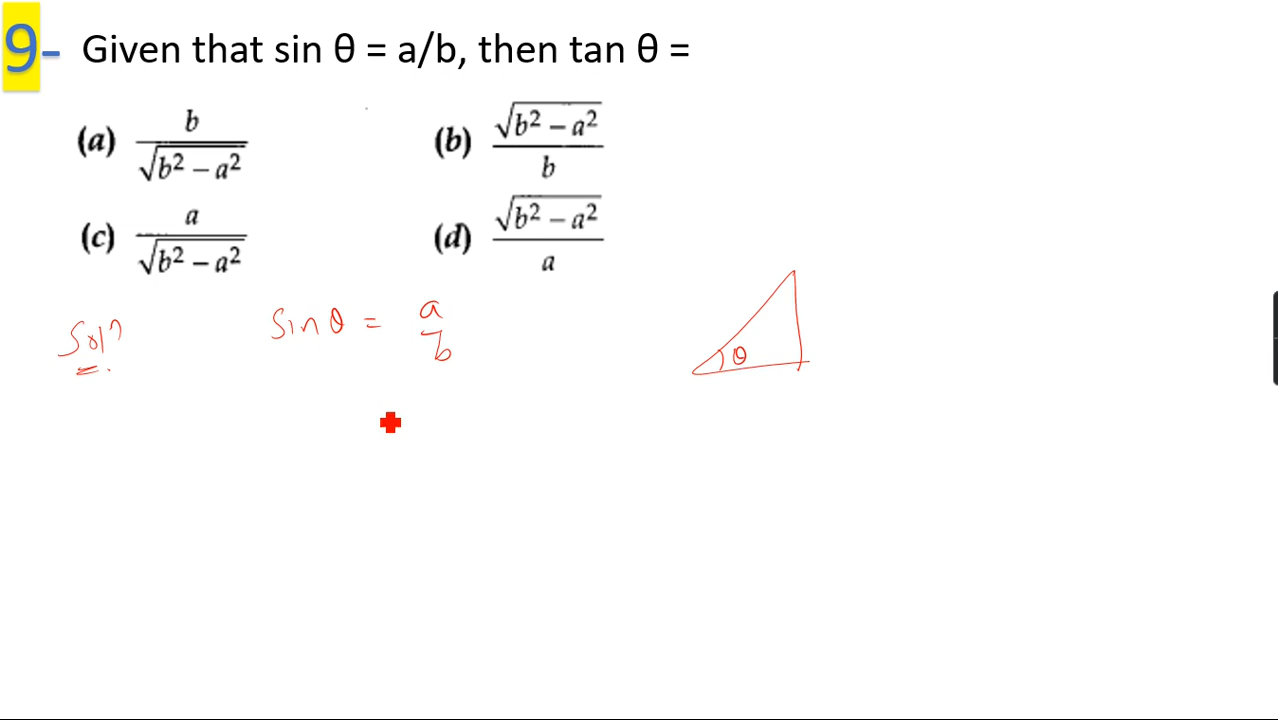 9- Given that sin θ = a/b, then tan θ =
(a) b/√(b² – a²) (b) √(b² – a²)/b
(c) a/√(b² – a²) (d) √(b² – a²)/a
Solⁿ sin θ = a/b
θ